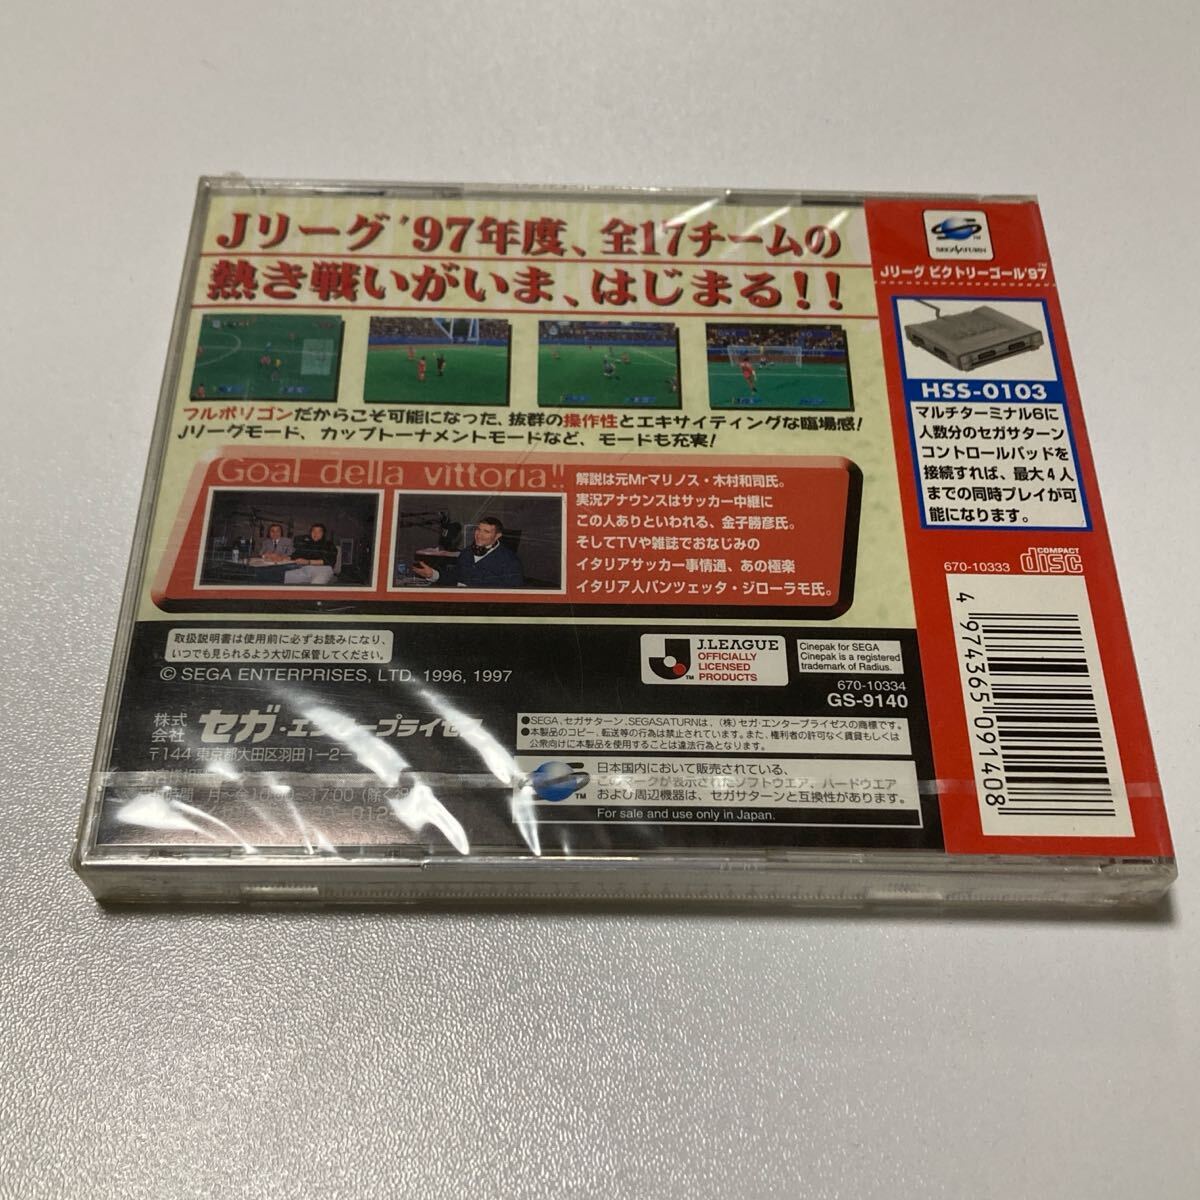 Jリーグ '97年度、全17チームの
熱き戦いがいま、はじまる!!
フルポリゴンだからこそ可能になった、抜群の操作性とエキサイティングな臨場感!
Jリーグモード、カップトーナメントモードなど、モードも充実!
Goal della vittoria!!
解説は元Mrマリノス・木村和司氏。
実況アナウンスはサッカー中継に
この人ありといわれる、金子勝彦氏。
そしてTVや雑誌でおなじみの
イタリアサッカー事情通、あの極楽
イタリア人パンツェッタ・ジローラモ氏。
取扱説明書は使用前に必ずお読みになり、
いつでも見られるよう大切に保管してください。
© SEGA ENTERPRISES, LTD. 1996, 1997
株式会社 セガ・エンタープライゼス
〒144 東京都大田区羽田1-2-
月~金10:00~17:00
J.LEAGUE
OFFICIALLY
LICENSED
PRODUCTS
TM
Cinepak for SEGA
Cinepak is a registered
trademark of Radius.
670-10334
GS-9140
●SEGA、セガサターン、SEGASATURNは、(株)セガ・エンタープライゼスの商標です。
●本製品のコピー、転送等の行為は禁止されています。また、権利者の許可なく賃貸もしくは
公衆向けに本製品を使用することは違法行為となります。
TM
日本国内において販売されている、
このマークが表示されたソフトウエア、ハードウエア
および周辺機器は、セガサターンと互換性があります。
For sale and use only in Japan.
TM
SEGA SATURN
Jリーグ ビクトリーゴール'97™
HSS-0103
マルチターミナル6に
人数分のセガサターン
コントロールパッドを
接続すれば、最大4人
までの同時プレイが可
能になります。
670-10333
COMPACT
disc
4 974365 091408